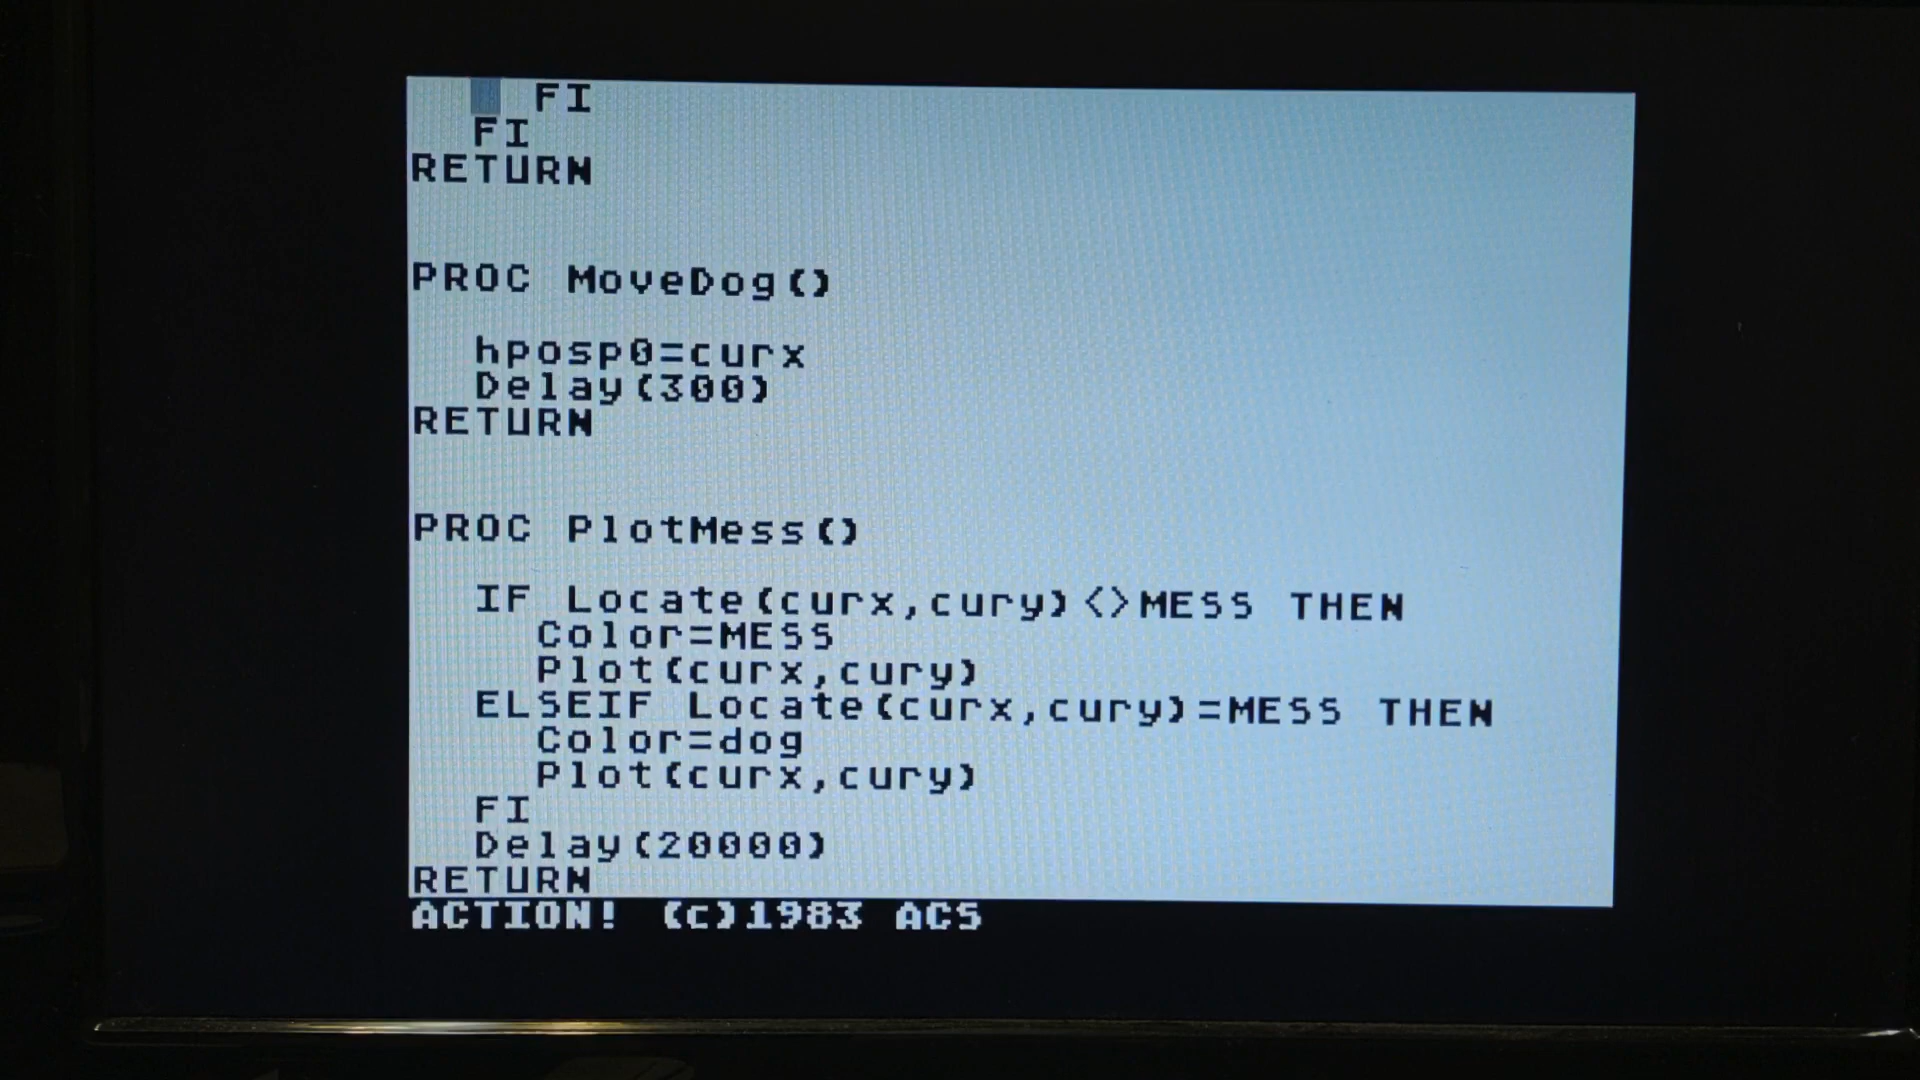 FI
FI
RETURN
PROC MoveDog()
hposp0=curx
Delay(300)
RETURN
PROC PlotMess()
IF Locate(curx,cury)<>MESS THEN
Color=MESS
Plot(curx,cury)
ELSEIF Locate(curx,cury)=MESS THEN
Color=dog
Plot(curx,cury)
FI
Delay(20000)
RETURN
ACTION! (c)1983 ACS